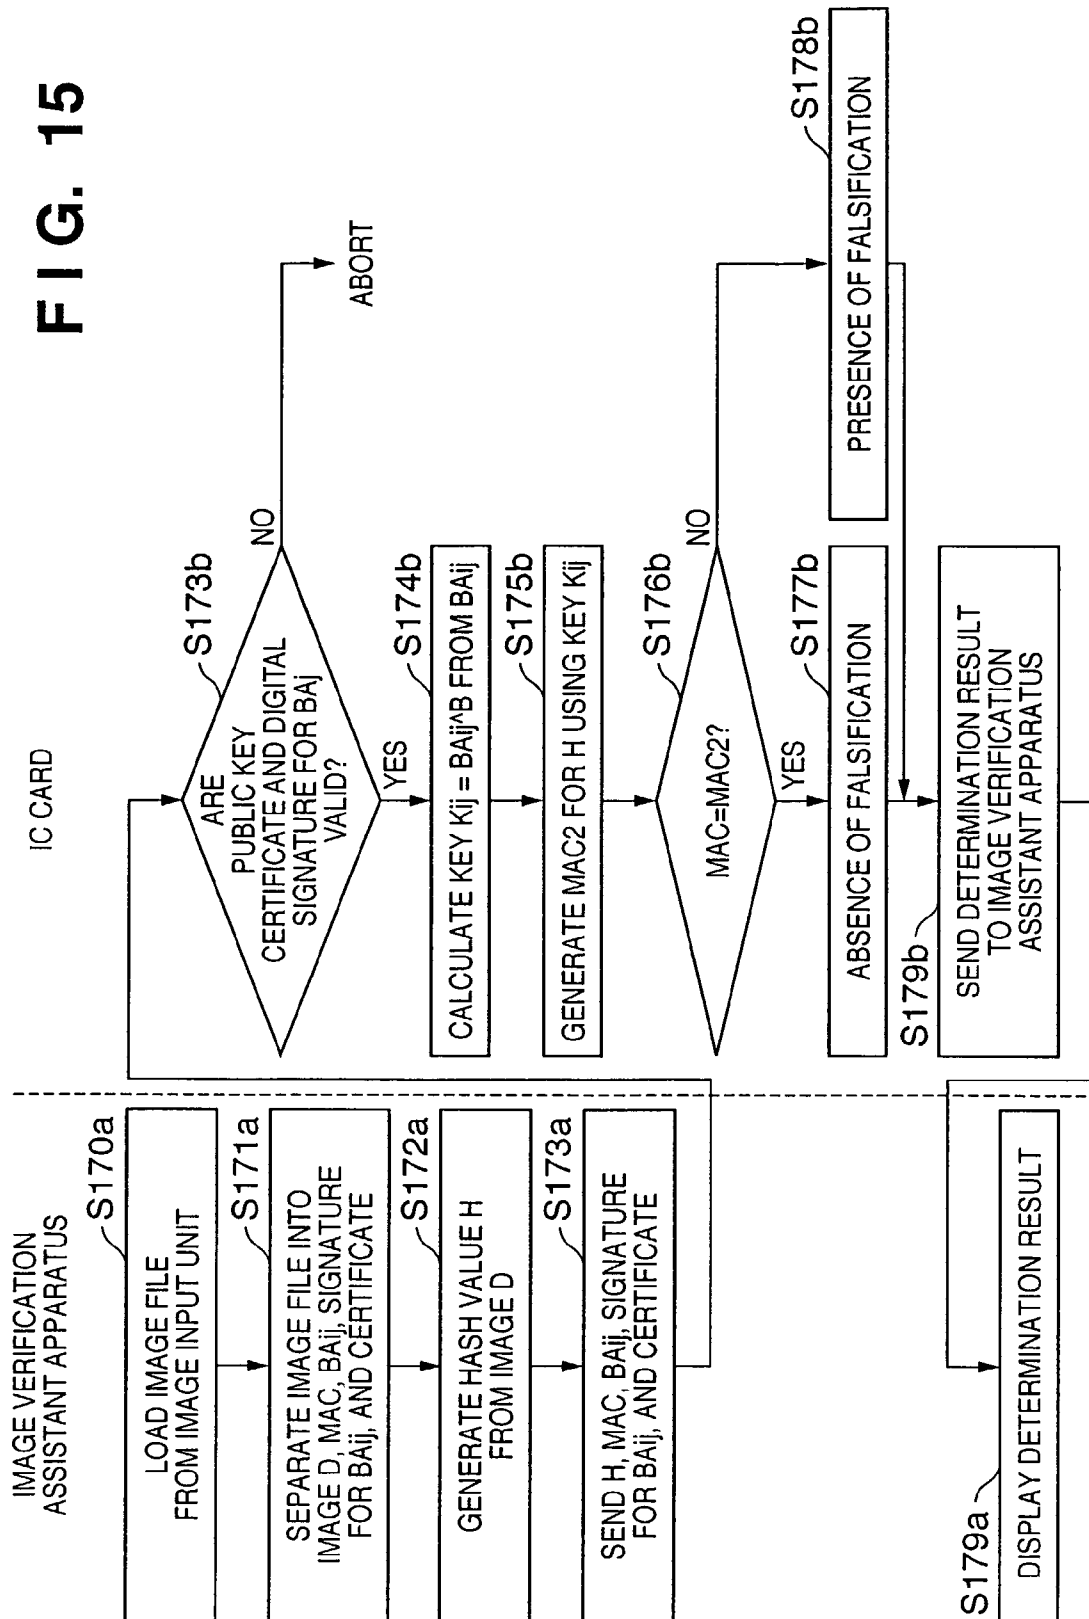 FIG. 15
IMAGE VERIFICATION
ASSISTANT APPARATUS
S170a
LOAD IMAGE FILE
FROM IMAGE INPUT UNIT
S171a
SEPARATE IMAGE FILE INTO
IMAGE D, MAC, BAij, SIGNATURE
FOR BAij, AND CERTIFICATE
S172a
GENERATE HASH VALUE H
FROM IMAGE D
S173a
SEND H, MAC, BAij, SIGNATURE
FOR BAij, AND CERTIFICATE
S179a
DISPLAY DETERMINATION RESULT
IC CARD
S173b
ARE
PUBLIC KEY
CERTIFICATE AND DIGITAL
SIGNATURE FOR BAj
VALID?
NO
ABORT
YES
S174b
CALCULATE KEY Kij = BAij^B FROM BAij
S175b
GENERATE MAC2 FOR H USING KEY Kij
S176b
MAC=MAC2?
NO
YES
S177b
ABSENCE OF FALSIFICATION
S178b
PRESENCE OF FALSIFICATION
S179b
SEND DETERMINATION RESULT
TO IMAGE VERIFICATION
ASSISTANT APPARATUS